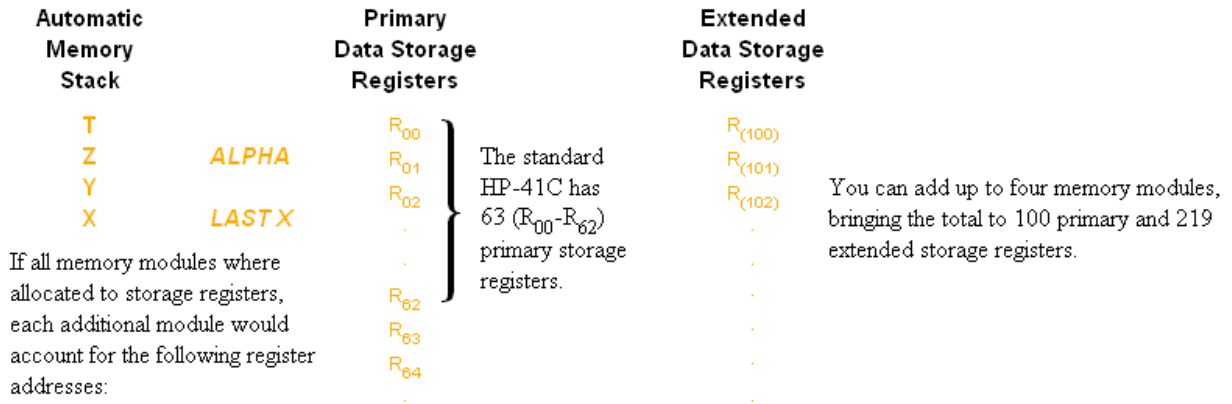 Automatic
Memory
Stack
T
Z ALPHA
Y
X LAST X
If all memory modules where
allocated to storage registers,
each additional module would
account for the following register
addresses:
Primary
Data Storage
Registers
R00
R01
R02
.
.
R62
R63
R64
.
The standard
HP-41C has
63 (R00-R62)
primary storage
registers.
Extended
Data Storage
Registers
R(100)
R(101)
R(102)
.
.
.
.
.
.
You can add up to four memory modules,
bringing the total to 100 primary and 219
extended storage registers.